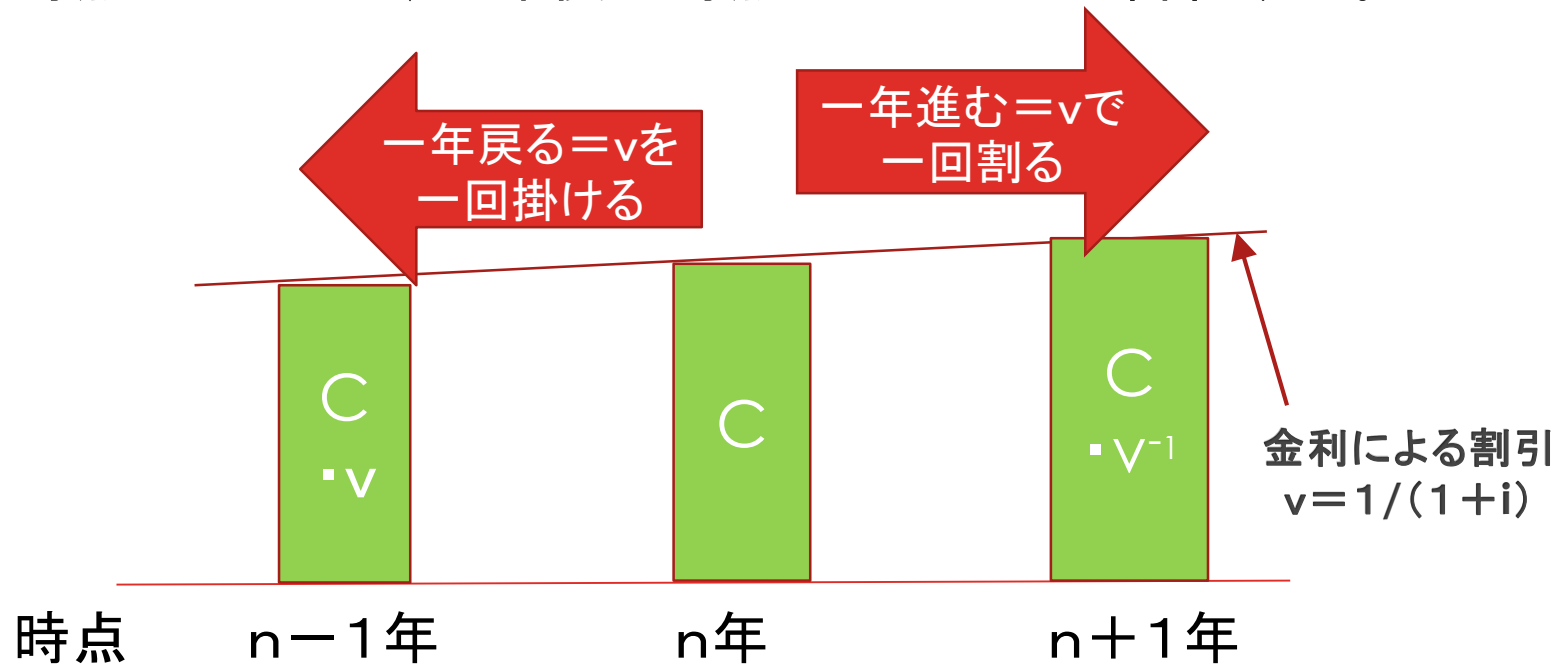 一年戻る＝vを
一回掛ける
一年進む＝vで
一回割る
C
・v
C
C
・v⁻¹
金利による割引
v＝1/(1＋i)
時点
n－1年
n年
n＋1年